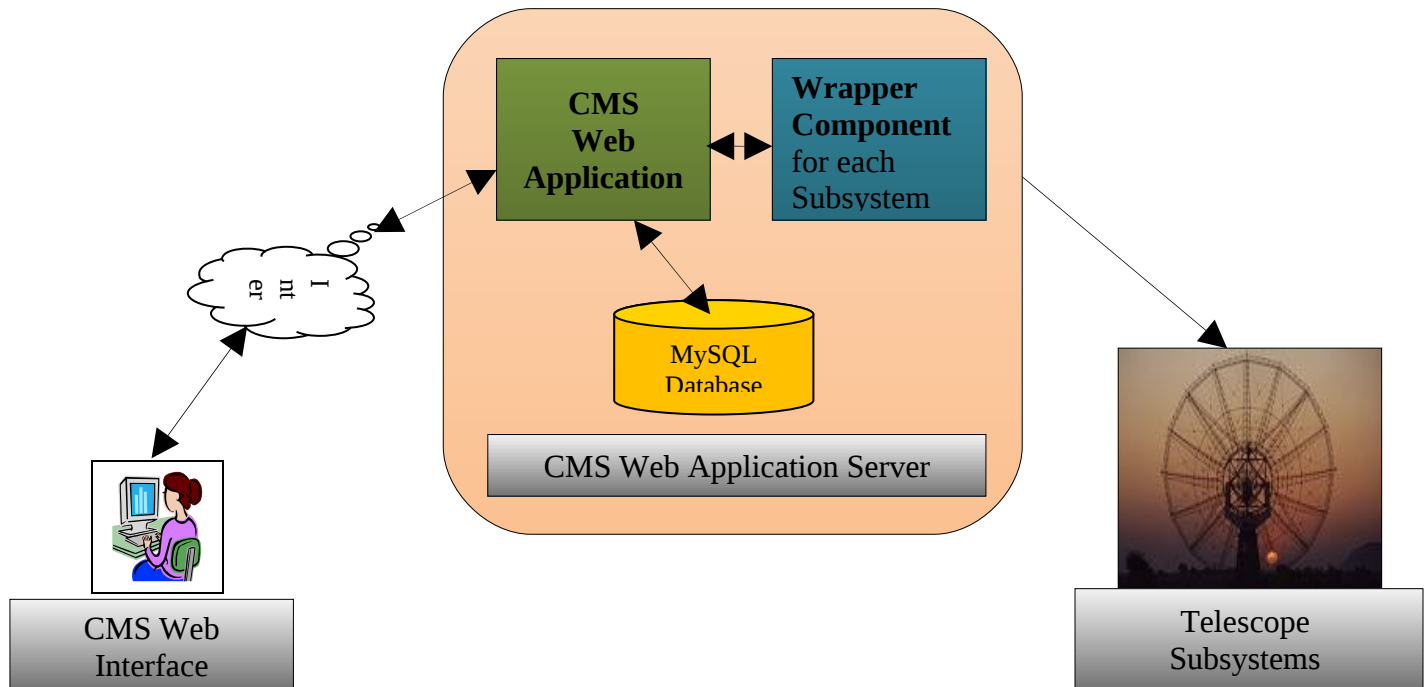 CMS
Web
Application
Wrapper
Component
for each
Subsystem
I
nt
er
MySQL
Database
CMS Web Application Server
CMS Web
Interface
Telescope
Subsystems